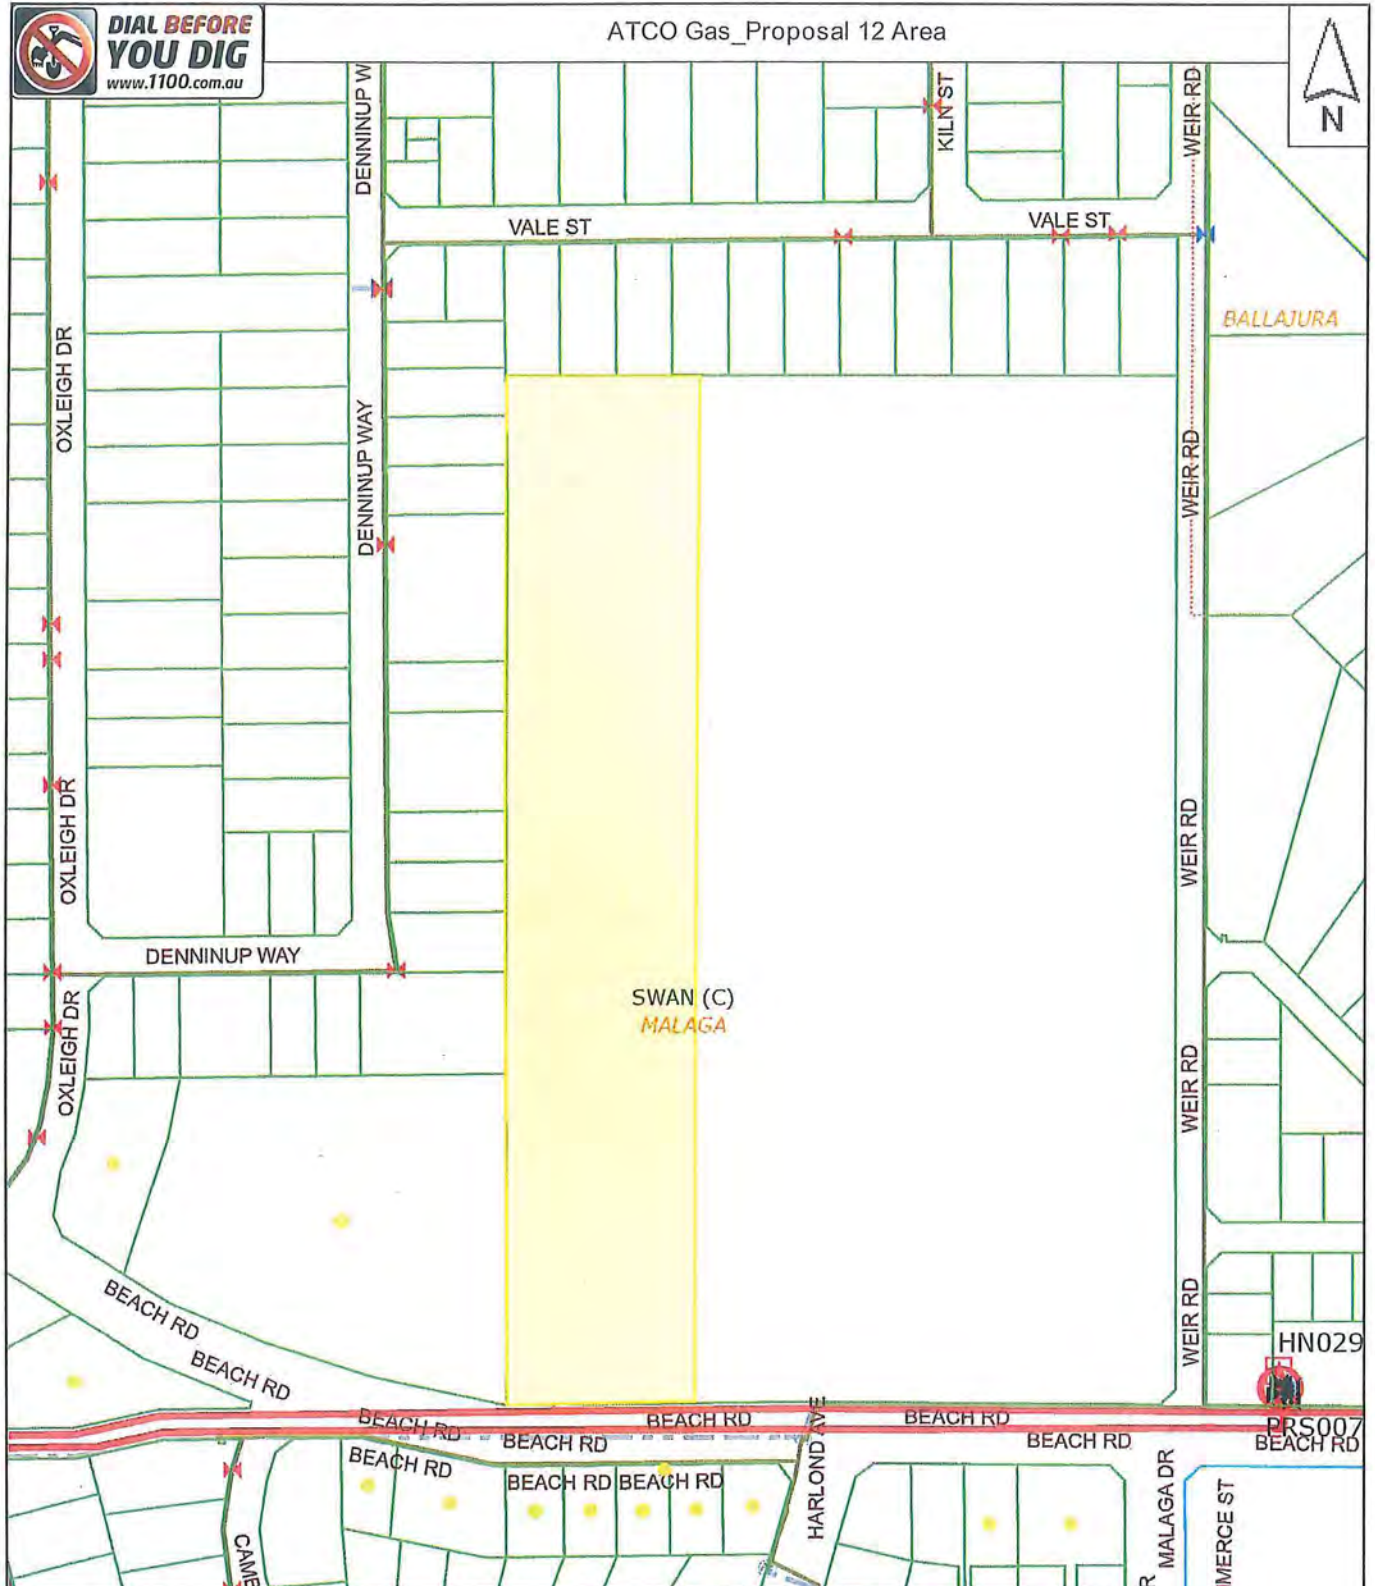 DIAL BEFORE
YOU DIG
www.1100.com.au
ATCO Gas_Proposal 12 Area
N
DENNINUP W
KILN ST
WEIR RD
VALE ST
VALE ST
BALLAJURA
OXLEIGH DR
DENNINUP WAY
WEIR RD
OXLEIGH DR
WEIR RD
DENNINUP WAY
SWAN (C)
MALAGA
OXLEIGH DR
WEIR RD
BEACH RD
WEIR RD
HN029
BEACH RD
BEACH RD
BEACH RD
BEACH RD
PRS007
BEACH RD
BEACH RD
BEACH RD
BEACH RD
BEACH RD
BEACH RD
HARLOND AVE
MALAGA DR
MERCE ST
CAME
R